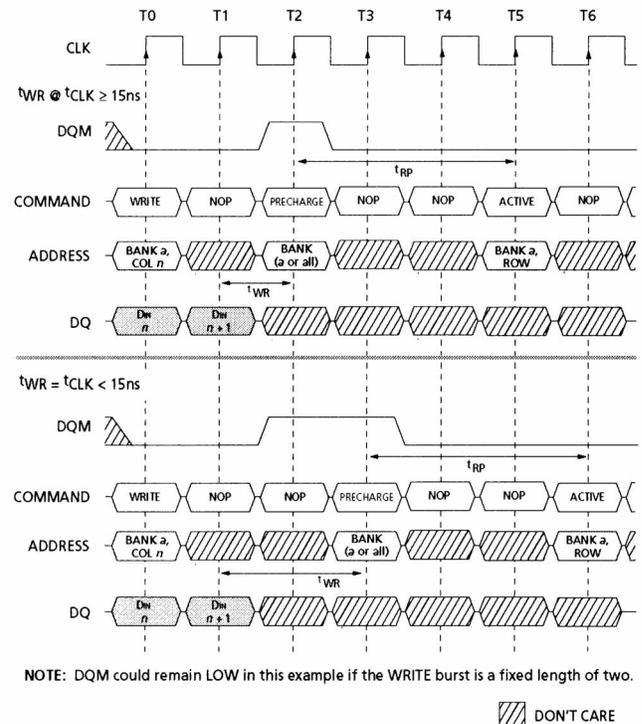 T0 T1 T2 T3 T4 T5 T6
CLK
tWR @ tCLK ≥ 15ns
DQM
tRP
COMMAND WRITE NOP PRECHARGE NOP NOP ACTIVE NOP
ADDRESS BANK a, COL n BANK (a or all) BANK a, ROW
tWR
DQ DIN n DIN n + 1
tWR = tCLK < 15ns
DQM
tRP
COMMAND WRITE NOP NOP PRECHARGE NOP NOP ACTIVE
ADDRESS BANK a, COL n BANK (a or all) BANK a, ROW
tWR
DQ DIN n DIN n + 1
NOTE: DQM could remain LOW in this example if the WRITE burst is a fixed length of two.
DON'T CARE